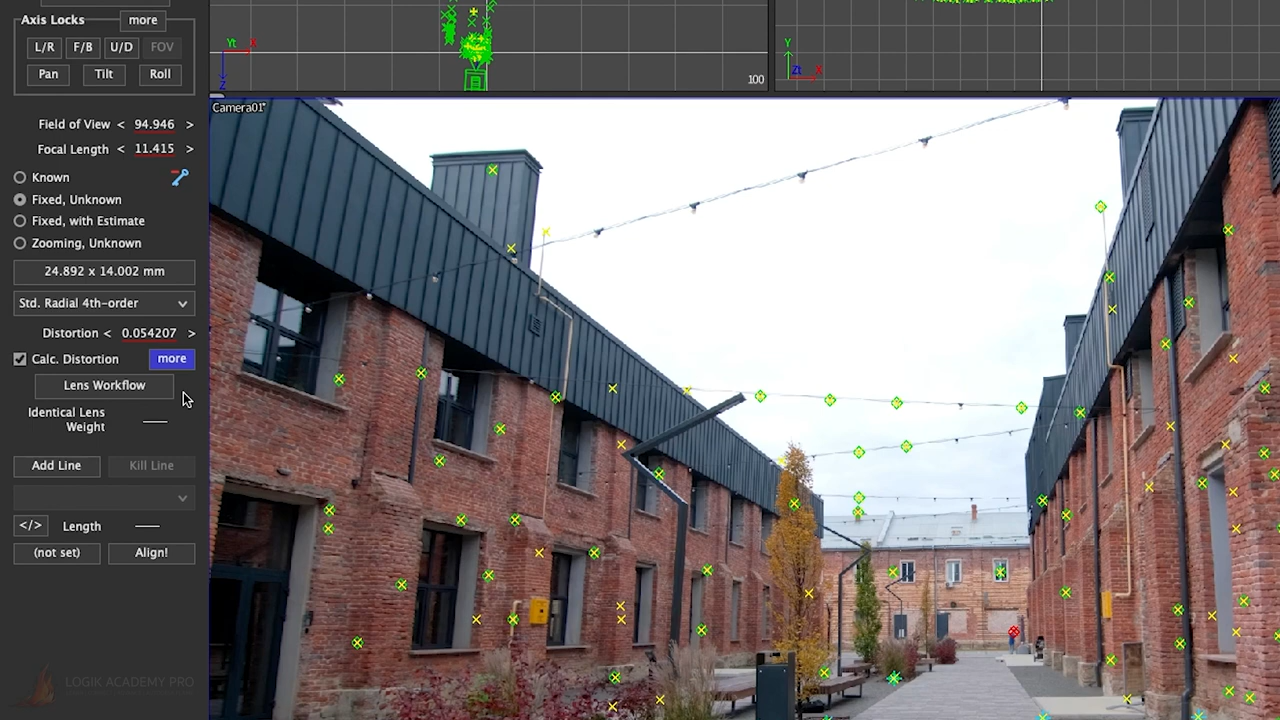 Axis Locks
more
L/R
F/B
U/D
FOV
Pan
Tilt
Roll
Field of View < 94.946 >
Focal Length < 11.415 >
Known
Fixed, Unknown
Fixed, with Estimate
Zooming, Unknown
24.892 x 14.002 mm
Std. Radial 4th-order
Distortion < 0.054207 >
Calc. Distortion
more
Lens Workflow
Identical Lens
Weight
Add Line
Kill Line
</> Length
(not set)
Align!
LOGIK ACADEMY PRO
Yt
X
Z
100
Y
Zt
X
Camera01*